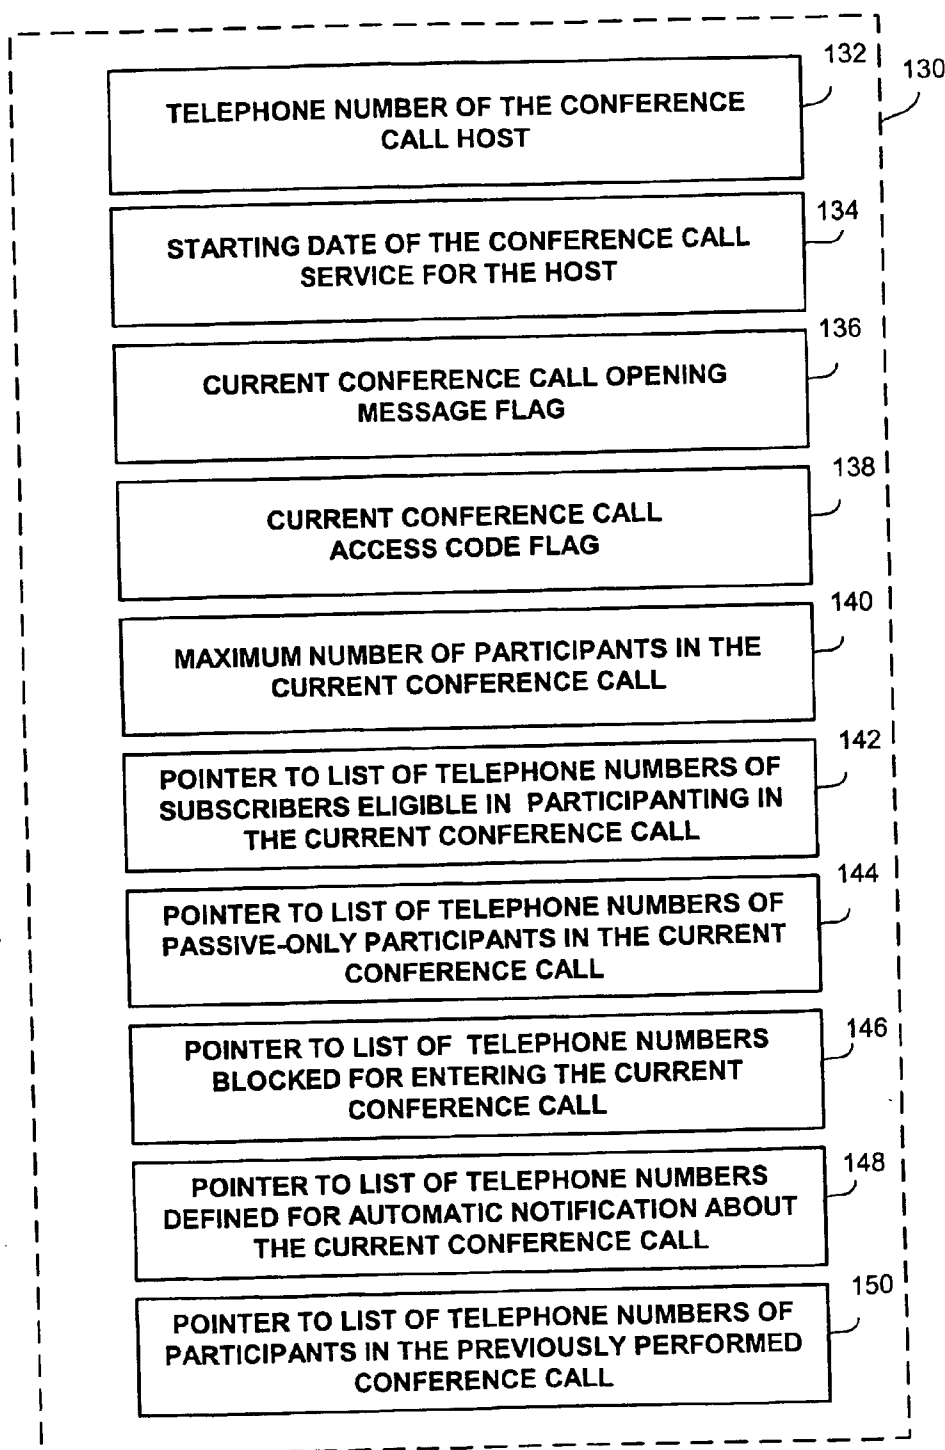 132
130
TELEPHONE NUMBER OF THE CONFERENCE
CALL HOST
134
STARTING DATE OF THE CONFERENCE CALL
SERVICE FOR THE HOST
136
CURRENT CONFERENCE CALL OPENING
MESSAGE FLAG
138
CURRENT CONFERENCE CALL
ACCESS CODE FLAG
140
MAXIMUM NUMBER OF PARTICIPANTS IN THE
CURRENT CONFERENCE CALL
142
POINTER TO LIST OF TELEPHONE NUMBERS OF
SUBSCRIBERS ELIGIBLE IN PARTICIPANTING IN
THE CURRENT CONFERENCE CALL
144
POINTER TO LIST OF TELEPHONE NUMBERS OF
PASSIVE-ONLY PARTICIPANTS IN THE CURRENT
CONFERENCE CALL
146
POINTER TO LIST OF TELEPHONE NUMBERS
BLOCKED FOR ENTERING THE CURRENT
CONFERENCE CALL
148
POINTER TO LIST OF TELEPHONE NUMBERS
DEFINED FOR AUTOMATIC NOTIFICATION ABOUT
THE CURRENT CONFERENCE CALL
150
POINTER TO LIST OF TELEPHONE NUMBERS OF
PARTICIPANTS IN THE PREVIOUSLY PERFORMED
CONFERENCE CALL